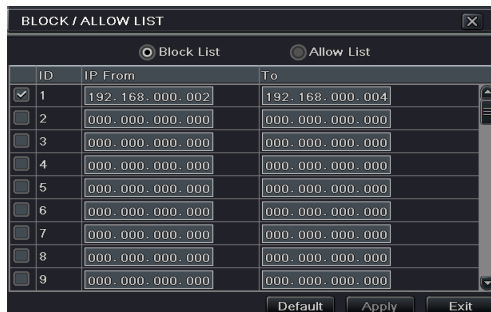 BLOCK / ALLOW LIST
Block List Allow List
ID IP From To
1 192.168.000.002 192.168.000.004
2 000.000.000.000 000.000.000.000
3 000.000.000.000 000.000.000.000
4 000.000.000.000 000.000.000.000
5 000.000.000.000 000.000.000.000
6 000.000.000.000 000.000.000.000
7 000.000.000.000 000.000.000.000
8 000.000.000.000 000.000.000.000
9 000.000.000.000 000.000.000.000
Default Apply Exit